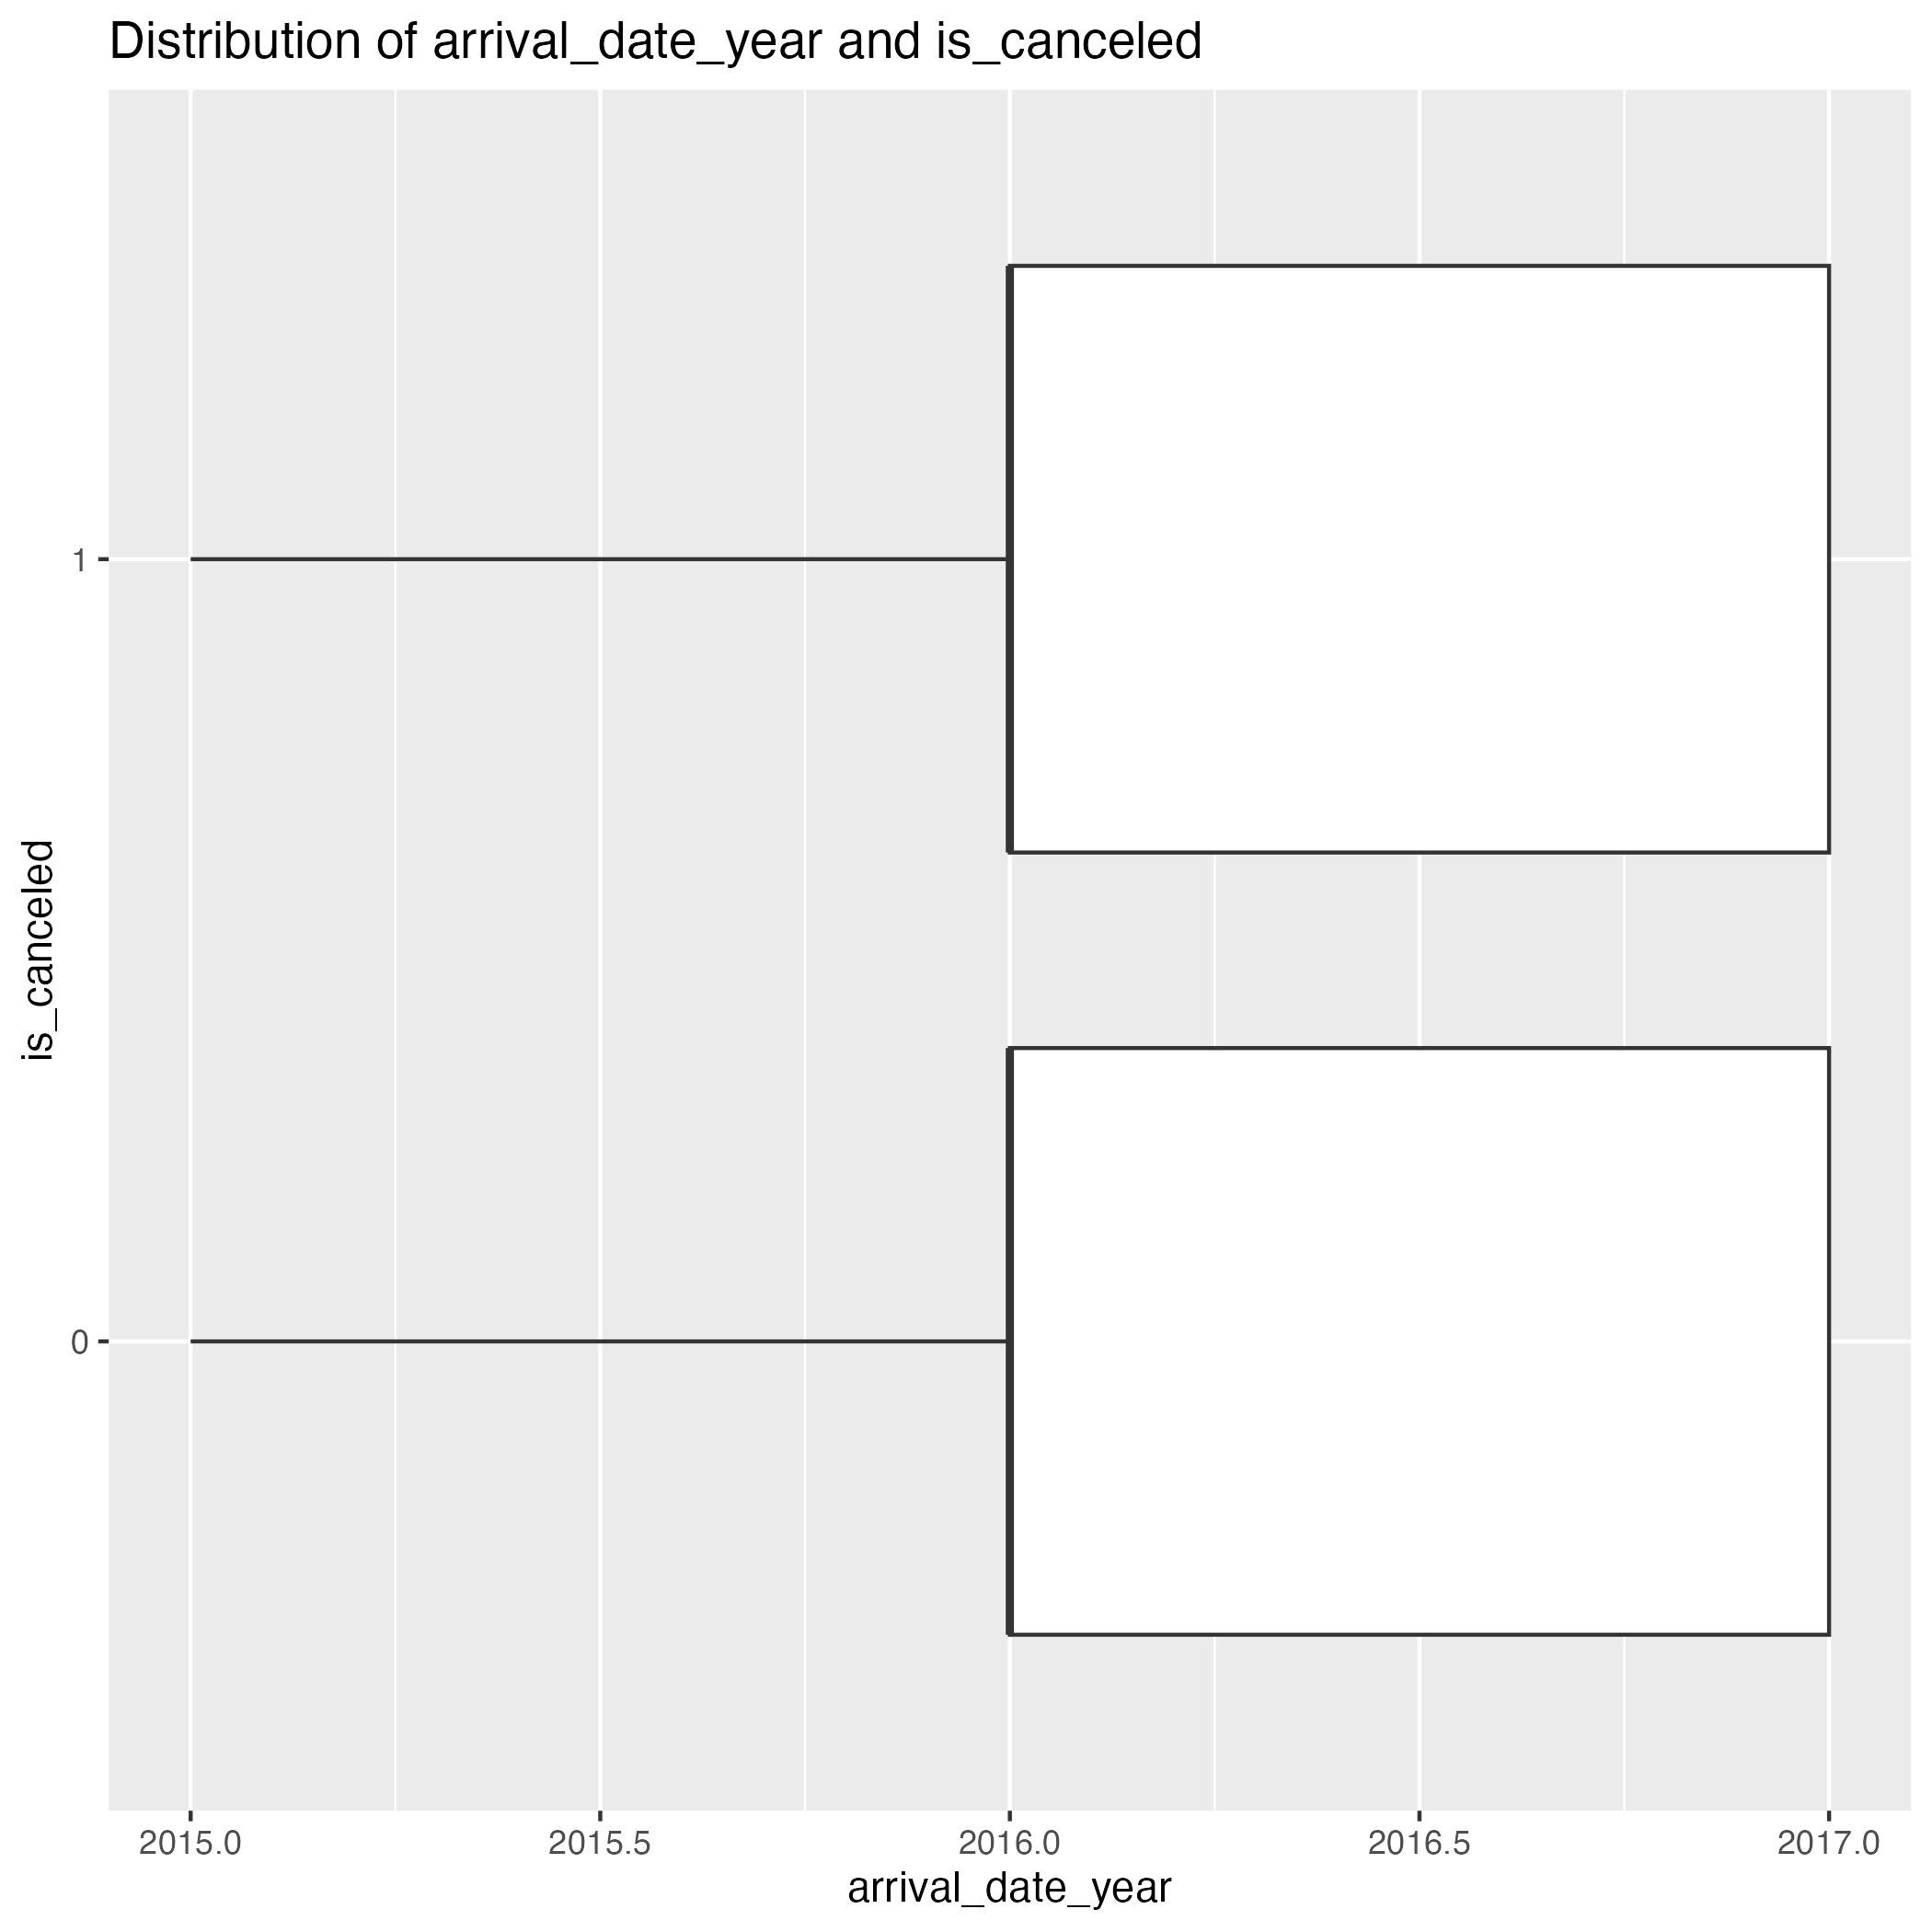 Distribution of arrival_date_year and is_canceled
is_canceled
1
0
2015.0 2015.5 2016.0 2016.5 2017.0
arrival_date_year